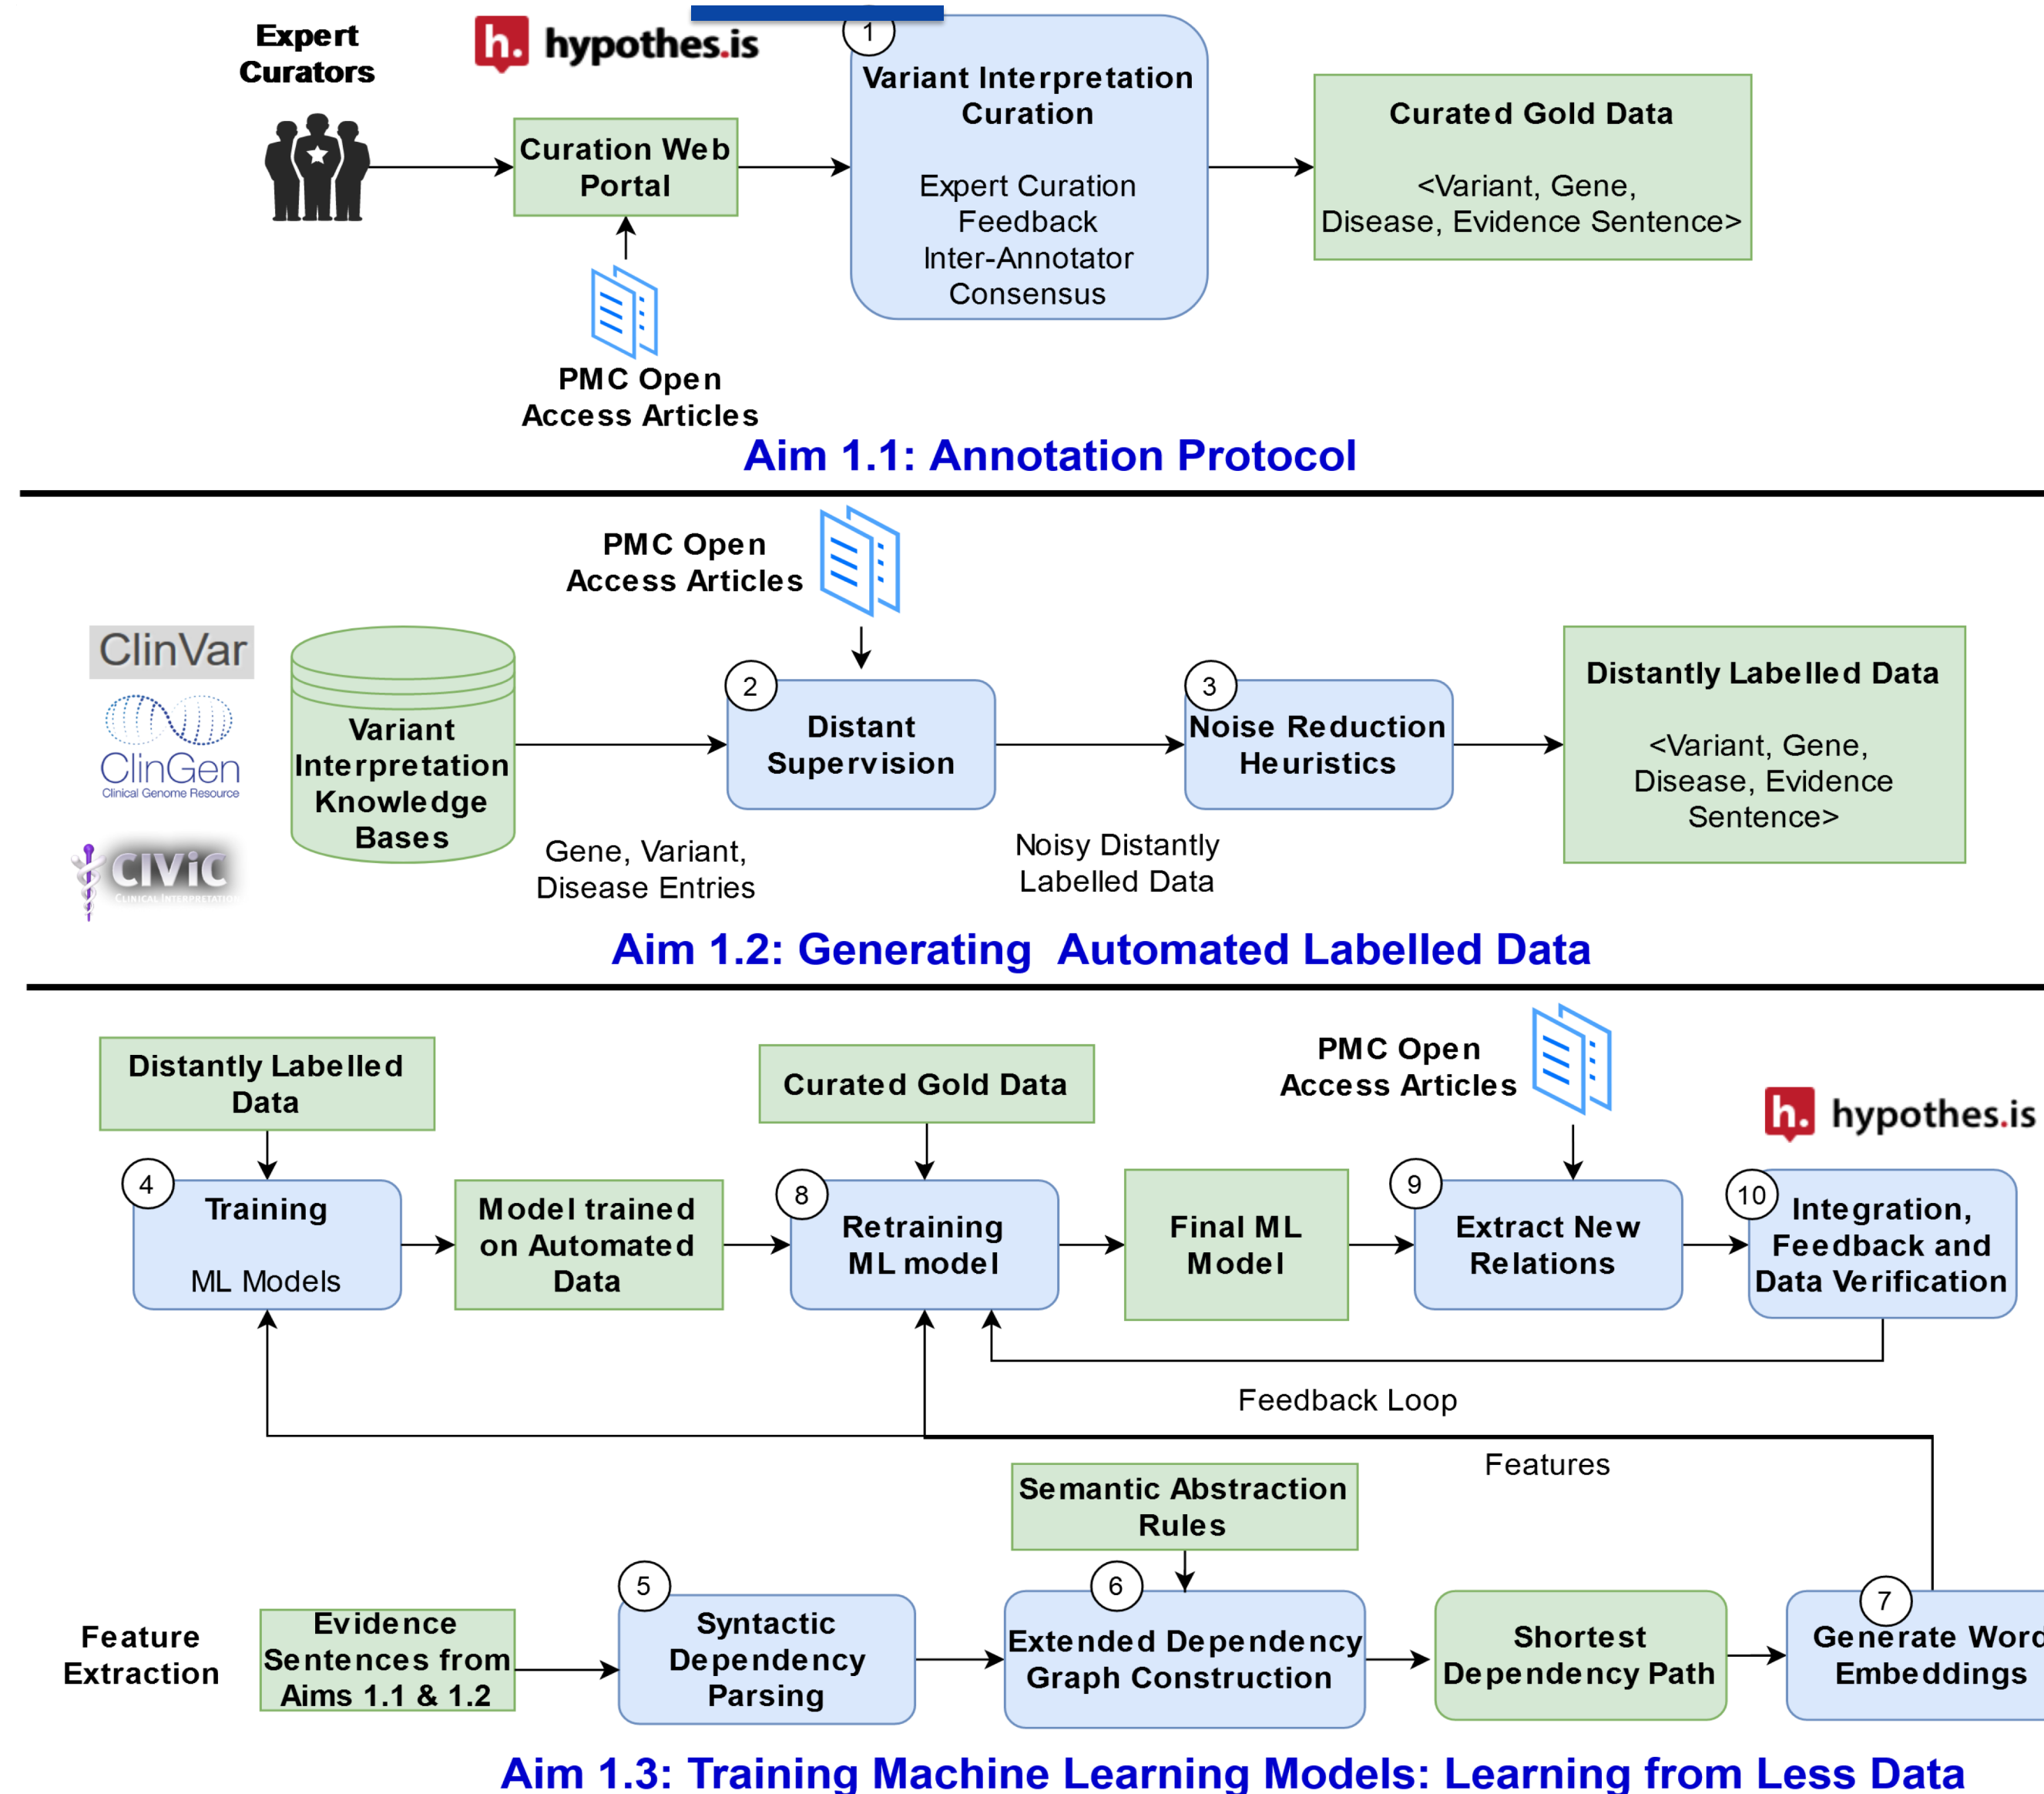 Expert
Curators
h. hypothes.is
1
Variant Interpretation
Curation
Expert Curation
Feedback
Inter-Annotator
Consensus
Curation Web
Portal
Curated Gold Data
<Variant, Gene,
Disease, Evidence Sentence>
PMC Open
Access Articles
Aim 1.1: Annotation Protocol
PMC Open
Access Articles
ClinVar
ClinGen
Clinical Genome Resource
CIViC
CLINICAL INTERPRETATIO
Variant
Interpretation
Knowledge
Bases
Gene, Variant,
Disease Entries
2
Distant
Supervision
Noisy Distantly
Labelled Data
3
Noise Reduction
Heuristics
Distantly Labelled Data
<Variant, Gene,
Disease, Evidence
Sentence>
Aim 1.2: Generating Automated Labelled Data
Distantly Labelled
Data
Curated Gold Data
PMC Open
Access Articles
h. hypothes.is
4
Training
ML Models
Model trained
on Automated
Data
8
Retraining
ML model
Final ML
Model
9
Extract New
Relations
10
Integration,
Feedback and
Data Verification
Feedback Loop
Features
Semantic Abstraction
Rules
Feature
Extraction
Evidence
Sentences from
Aims 1.1 & 1.2
5
Syntactic
Dependency
Parsing
6
Extended Dependency
Graph Construction
Shortest
Dependency Path
7
Generate Word
Embeddings
Aim 1.3: Training Machine Learning Models: Learning from Less Data